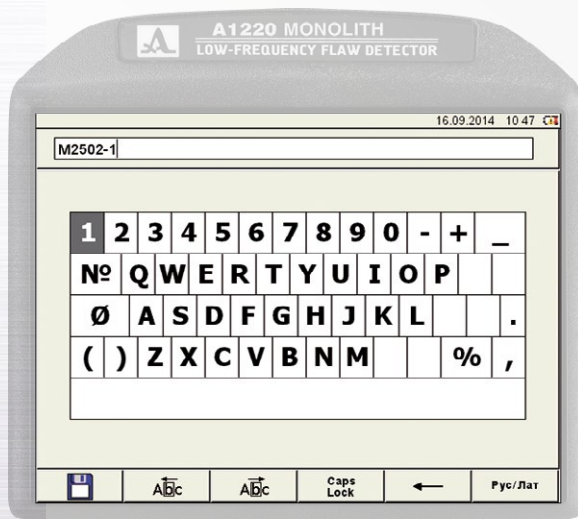 A1220 MONOLITH
LOW-FREQUENCY FLAW DETECTOR
16.09.2014 10 47
M2502-1
1 2 3 4 5 6 7 8 9 0 - + _
№ Q W E R T Y U I O P
Ø A S D F G H J K L .
( ) Z X C V B N M % ,
Abc Abc Caps Lock ← Рус/Лат